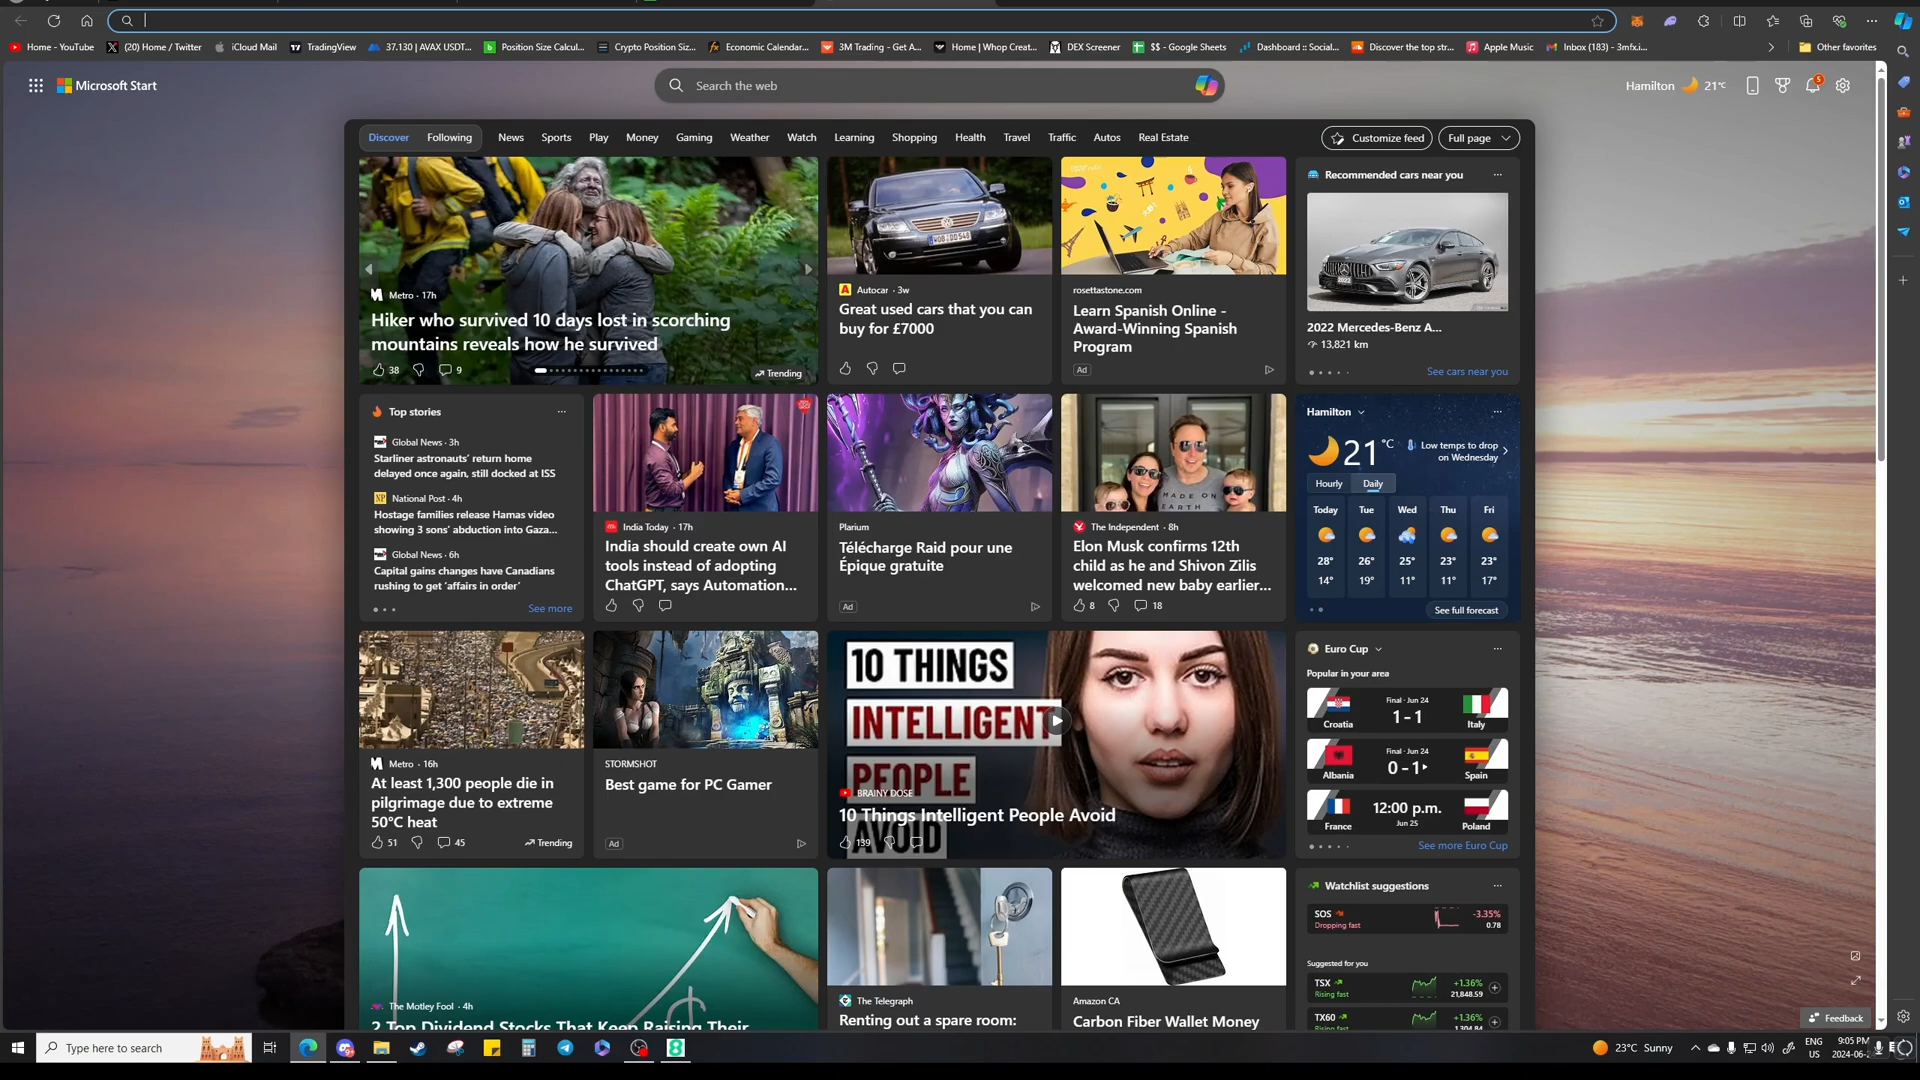 Home - YouTube
(20) Home / Twitter
iCloud Mail
TradingView
37.130 | AVAX USDT...
Position Size Calcul...
Crypto Position Siz...
Economic Calendar...
3M Trading - Get A...
Home | Whop Creat...
DEX Screener
$$ - Google Sheets
Dashboard :: Social...
Discover the top str...
Apple Music
Inbox (183) - 3mfx.i...
Other favorites
Microsoft Start
Search the web
Hamilton 21°C
5
Discover
Following
News
Sports
Play
Money
Gaming
Weather
Watch
Learning
Shopping
Health
Travel
Traffic
Autos
Real Estate
Customize feed
Full page
Metro · 17h
Hiker who survived 10 days lost in scorching
mountains reveals how he survived
38
9
Trending
Autocar · 3w
Great used cars that you can
buy for £7000
rosettastone.com
Learn Spanish Online -
Award-Winning Spanish
Program
Ad
Recommended cars near you
2022 Mercedes-Benz A...
13,821 km
See cars near you
Top stories
Global News · 3h
Starliner astronauts' return home
delayed once again, still docked at ISS
National Post · 4h
Hostage families release Hamas video
showing 3 sons' abduction into Gaza...
Global News · 6h
Capital gains changes have Canadians
rushing to get 'affairs in order'
See more
India Today · 17h
India should create own AI
tools instead of adopting
ChatGPT, says Automation...
Plarium
Télécharge Raid pour une
Épique gratuite
Ad
MADE ON
EARTH
The Independent · 8h
Elon Musk confirms 12th
child as he and Shivon Zilis
welcomed new baby earlier...
8
18
Hamilton
21 °C
Low temps to drop
on Wednesday
Hourly
Daily
Today Tue Wed Thu Fri
28° 26° 25° 23° 23°
14° 19° 11° 11° 17°
See full forecast
Metro · 16h
At least 1,300 people die in
pilgrimage due to extreme
50°C heat
51
45
Trending
STORMSHOT
Best game for PC Gamer
Ad
10 THINGS
INTELLIGENT
PEOPLE
AVOID
BRAINY DOSE
10 Things Intelligent People Avoid
139
Euro Cup
Popular in your area
Final · Jun 24
Croatia 1 - 1 Italy
Final · Jun 24
Albania 0 - 1 Spain
12:00 p.m.
Jun 25
France Poland
See more Euro Cup
The Motley Fool · 4h
2 Top Dividend Stocks That Keep Raising Their
The Telegraph
Renting out a spare room:
Amazon CA
Carbon Fiber Wallet Money
Watchlist suggestions
SOS -3.35%
Dropping fast 0.78
Suggested for you
TSX +1.36%
Rising fast 21,848.59
TX60 +1.36%
Rising fast 1,304.84
Feedback
Type here to search
23°C Sunny
ENG
US
9:05 PM
2024-06-